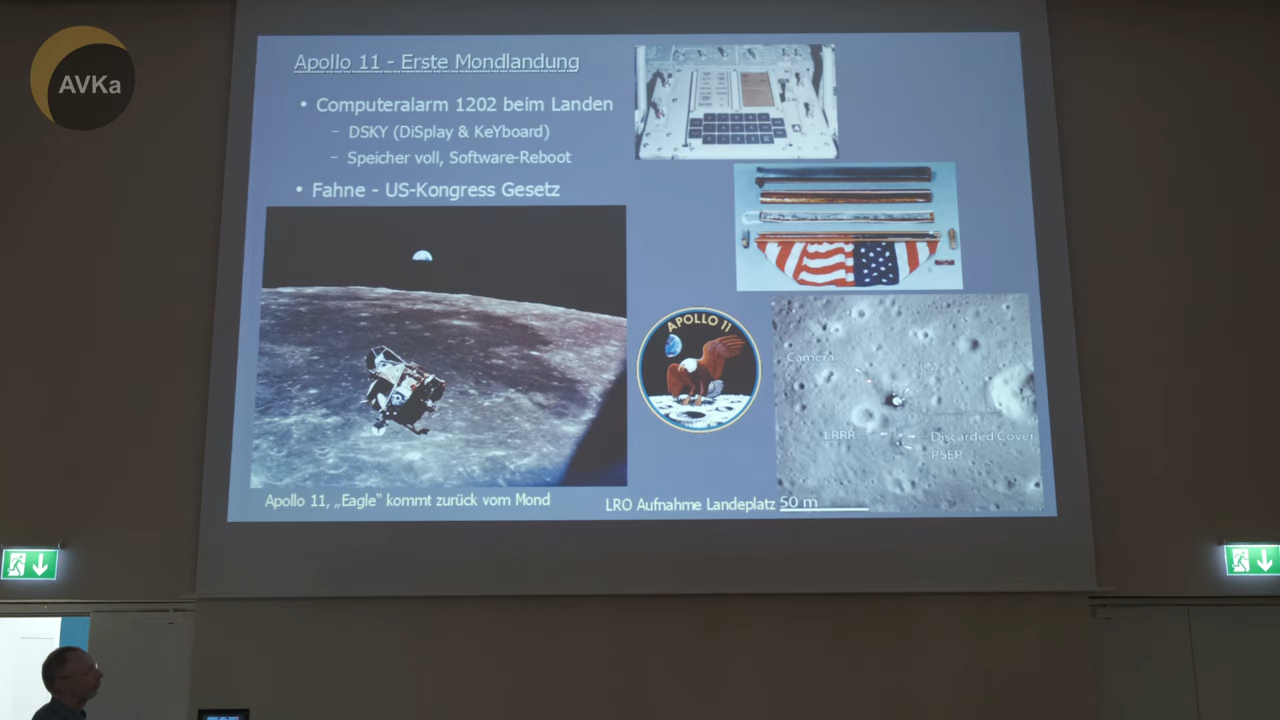 AVKa
Apollo 11 - Erste Mondlandung
• Computeralarm 1202 beim Landen
– DSKY (DiSplay & KeYboard)
– Speicher voll, Software-Reboot
• Fahne - US-Kongress Gesetz
APOLLO 11
Camera
LM
LRRR
Discarded Cover
PSEP
50 m
Apollo 11, „Eagle“ kommt zurück vom Mond
LRO Aufnahme Landeplatz